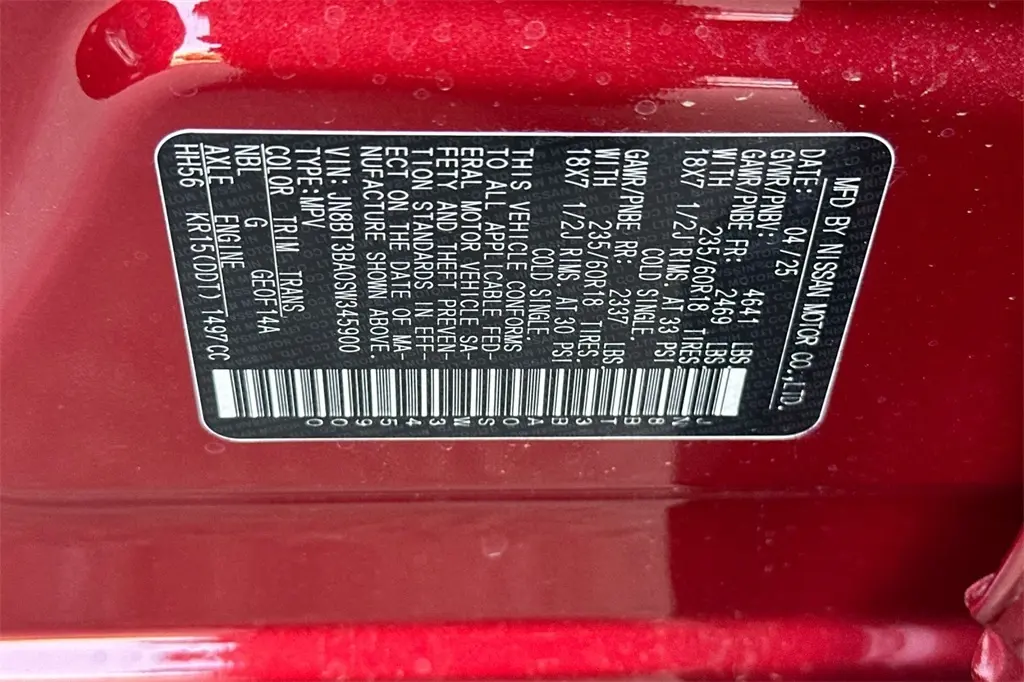 MFD BY NISSAN MOTOR CO.,LTD.
DATE: 04/25
GVWR/PNBV: 4641 LBS
GAWR/PNBE FR: 2469 LBS
WITH 235/60R18 TIRES
18X7 1/2J RIMS. AT 33 PSI
COLD SINGLE.
GAWR/PNBE RR: 2337 LBS
WITH 235/60R18 TIRES.
18X7 1/2J RIMS. AT 30 PSI
COLD SINGLE.
THIS VEHICLE CONFORMS
TO ALL APPLICABLE FED-
ERAL MOTOR VEHICLE SA-
FETY AND THEFT PREVEN-
TION STANDARDS IN EFF-
ECT ON THE DATE OF MA-
NUFACTURE SHOWN ABOVE.
VIN: JN8BT3BA0SW345900
TYPE:MPV
COLOR TRIM TRANS
NBL G GE0F14A
AXLE ENGINE
HH56 KR15(DDT)1497CC
JN8BT3BA0SW345900